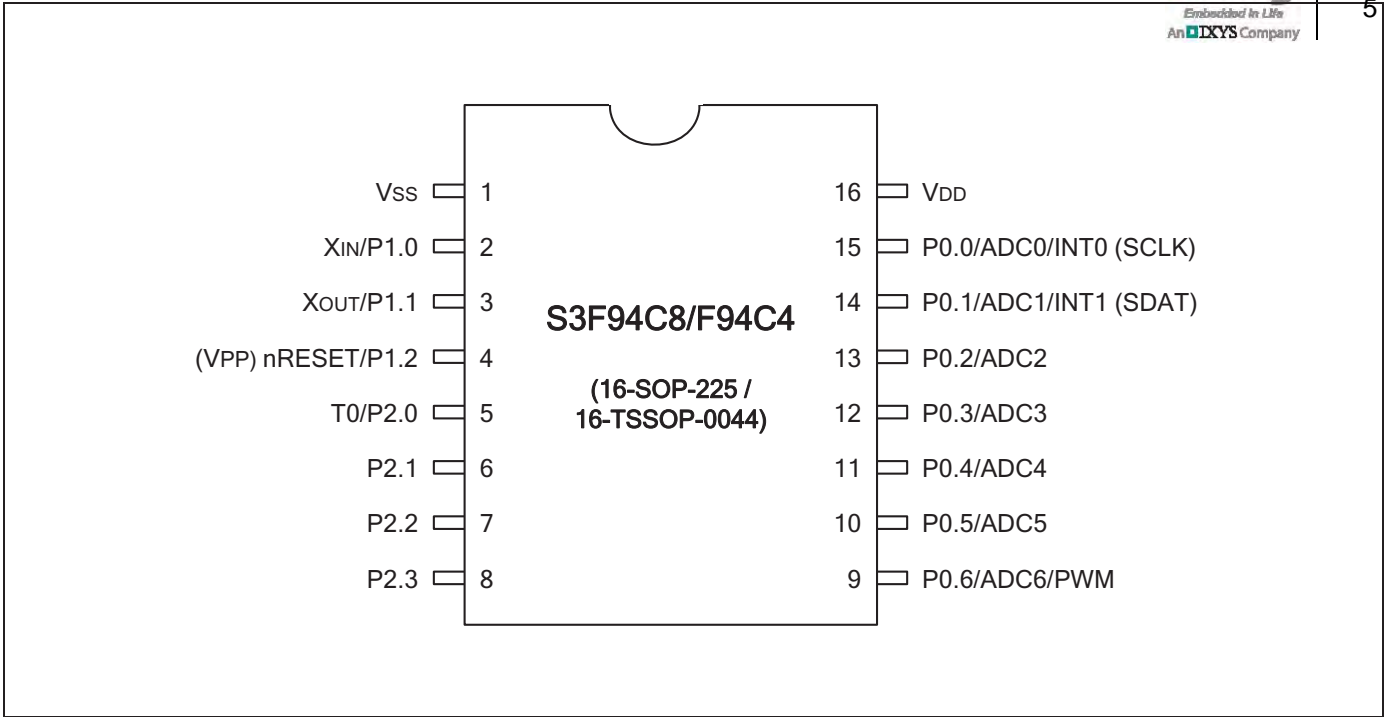 Embedded in Life
An IXYS Company
5
VSS 1
XIN/P1.0 2
XOUT/P1.1 3
(VPP) nRESET/P1.2 4
T0/P2.0 5
P2.1 6
P2.2 7
P2.3 8
S3F94C8/F94C4
(16-SOP-225 /
16-TSSOP-0044)
16 VDD
15 P0.0/ADC0/INT0 (SCLK)
14 P0.1/ADC1/INT1 (SDAT)
13 P0.2/ADC2
12 P0.3/ADC3
11 P0.4/ADC4
10 P0.5/ADC5
9 P0.6/ADC6/PWM